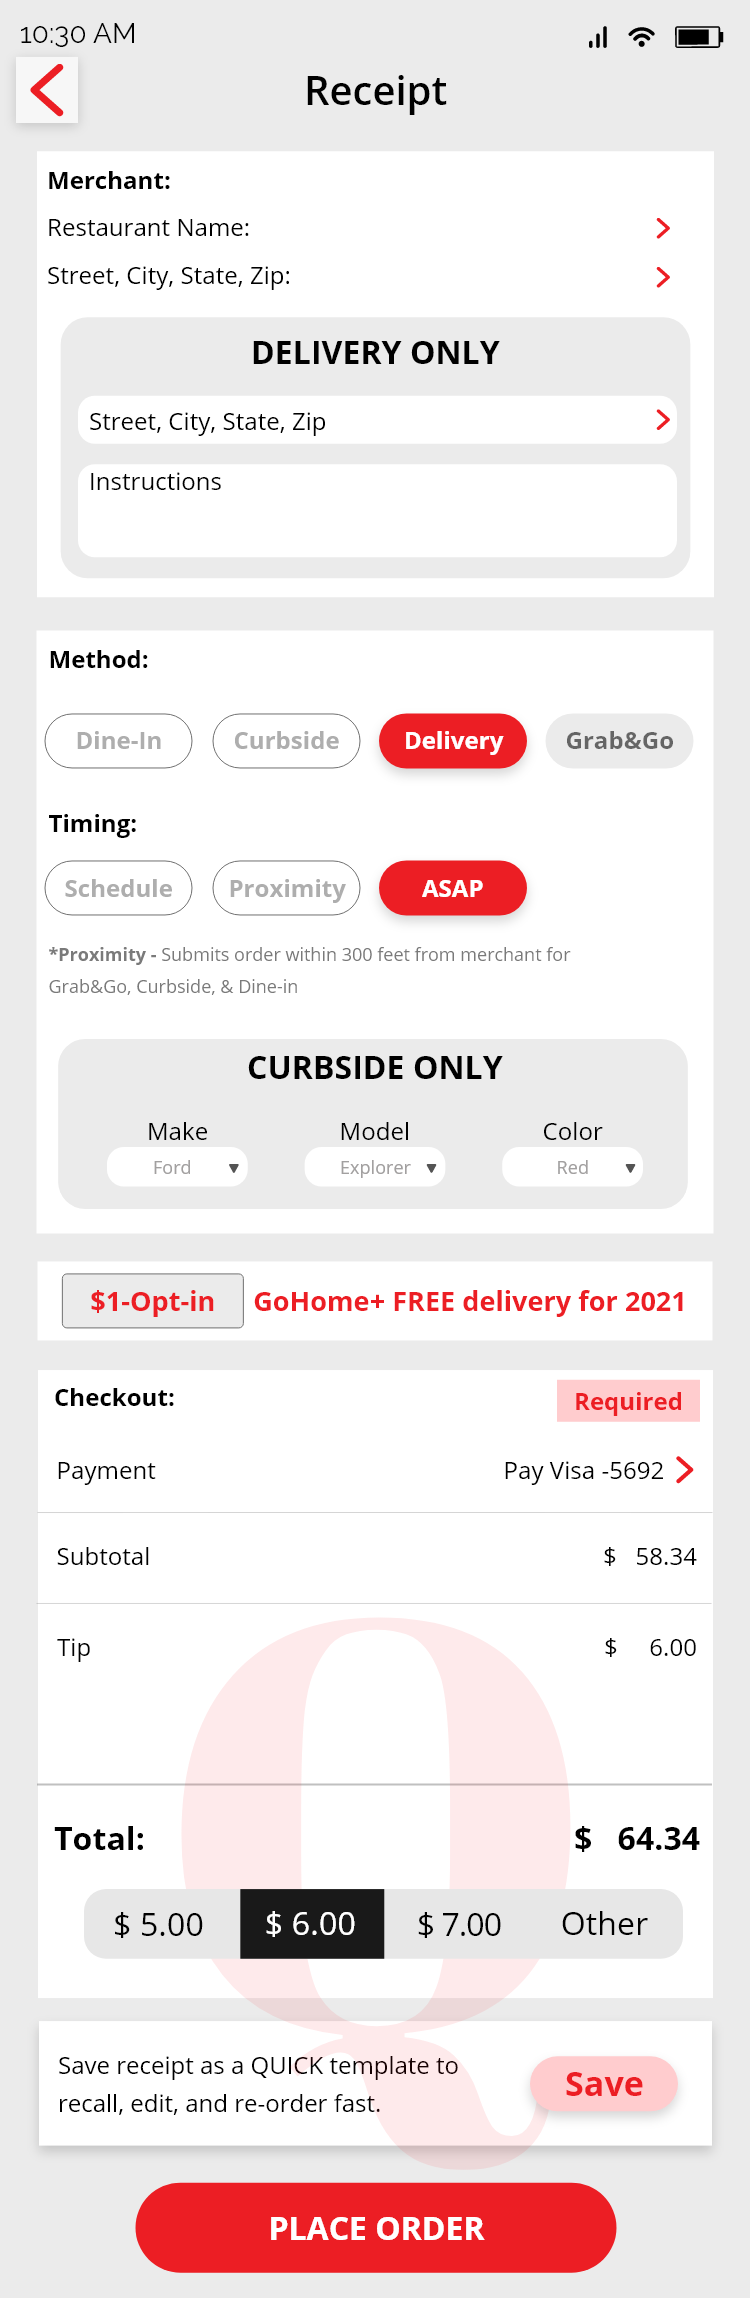 10:30 AM
Receipt
Merchant:
Restaurant Name:
Street, City, State, Zip:
DELIVERY ONLY
Street, City, State, Zip
Instructions
Method:
Dine-In Curbside Delivery Grab&Go
Timing:
Schedule Proximity ASAP
*Proximity - Submits order within 300 feet from merchant for
Grab&Go, Curbside, & Dine-in
CURBSIDE ONLY
Make Model Color
Ford Explorer Red
$1-Opt-in GoHome+ FREE delivery for 2021
Checkout: Required
Payment Pay Visa -5692
Subtotal $ 58.34
Tip $ 6.00
Total: $ 64.34
$ 5.00 $ 6.00 $ 7.00 Other
Q
Save receipt as a QUICK template to
recall, edit, and re-order fast.
Save
PLACE ORDER